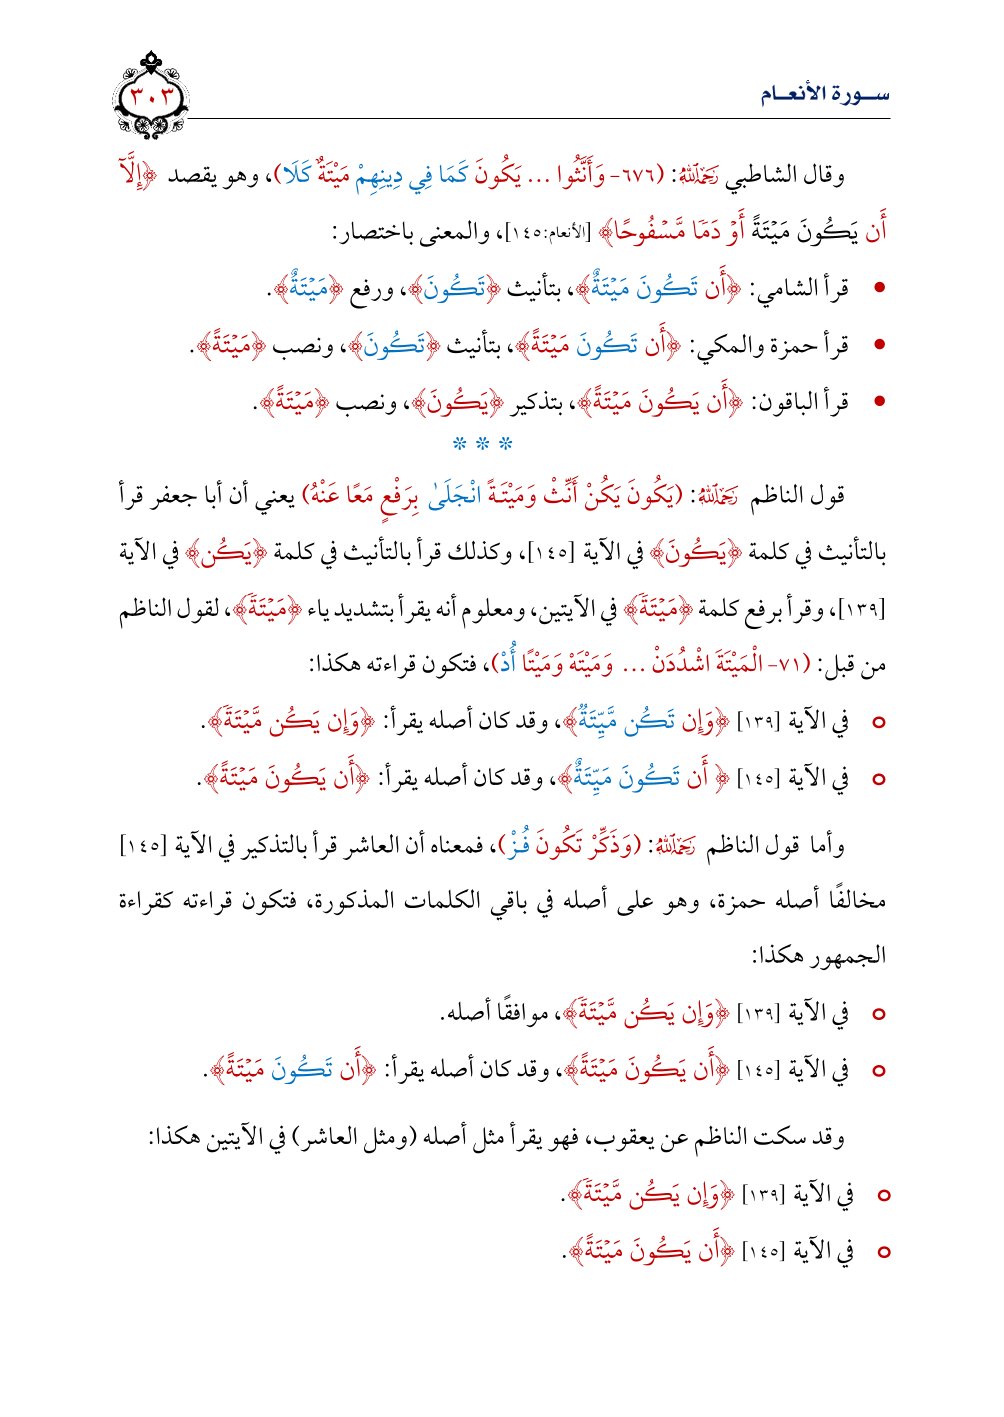 سـورة الأنعـام
٣٠٣
وقال الشاطبي رَحِمَهُ ٱللَّهُ: (٦٧٦- وَأَنَّثُوا ... يَكُونَ كَمَا فِي دِينِهِمْ مَيْتَةٌ كَلَا)، وهو يقصد ﴿إِلَّآ
أَن يَكُونَ مَيْتَةً أَوْ دَمًا مَّسْفُوحًا﴾ [الأنعام:١٤٥]، والمعنى باختصار:
• قرأ الشامي: ﴿أَن تَكُونَ مَيْتَةٌ﴾، بتأنيث ﴿تَكُونَ﴾، ورفع ﴿مَيْتَةٌ﴾.
• قرأ حمزة والمكي: ﴿أَن تَكُونَ مَيْتَةً﴾، بتأنيث ﴿تَكُونَ﴾، ونصب ﴿مَيْتَةً﴾.
• قرأ الباقون: ﴿أَن يَكُونَ مَيْتَةً﴾، بتذكير ﴿يَكُونَ﴾، ونصب ﴿مَيْتَةً﴾.
* * *
قول الناظم رَحِمَهُ ٱللَّهُ: (يَكُونَ يَكُنْ أَنِّثْ وَمَيْتَةً انْجَلَىٰ بِرَفْعٍ مَعًا عَنْهُ) يعني أن أبا جعفر قرأ
بالتأنيث في كلمة ﴿يَكُونَ﴾ في الآية [١٤٥]، وكذلك قرأ بالتأنيث في كلمة ﴿يَكُن﴾ في الآية
[١٣٩]، وقرأ برفع كلمة ﴿مَيْتَةً﴾ في الآيتين، ومعلوم أنه يقرأ بتشديد ياء ﴿مَيْتَةً﴾، لقول الناظم
من قبل: (٧١- الْمَيْتَةَ اشْدُدَنْ ... وَمَيْتَهْ وَمَيْتًا أُدْ)، فتكون قراءته هكذا:
o في الآية [١٣٩] ﴿وَإِن تَكُن مَّيِّتَةٌ﴾، وقد كان أصله يقرأ: ﴿وَإِن يَكُن مَّيْتَةً﴾.
o في الآية [١٤٥] ﴿أَن تَكُونَ مَيِّتَةٌ﴾، وقد كان أصله يقرأ: ﴿أَن يَكُونَ مَيْتَةً﴾.
وأما قول الناظم رَحِمَهُ ٱللَّهُ: (وَذَكِّرْ تَكُونَ فُزْ)، فمعناه أن العاشر قرأ بالتذكير في الآية [١٤٥]
مخالفًا أصله حمزة، وهو على أصله في باقي الكلمات المذكورة، فتكون قراءته كقراءة
الجمهور هكذا:
o في الآية [١٣٩] ﴿وَإِن يَكُن مَّيْتَةً﴾، موافقًا أصله.
o في الآية [١٤٥] ﴿أَن يَكُونَ مَيْتَةً﴾، وقد كان أصله يقرأ: ﴿أَن تَكُونَ مَيْتَةً﴾.
وقد سكت الناظم عن يعقوب، فهو يقرأ مثل أصله (ومثل العاشر) في الآيتين هكذا:
o في الآية [١٣٩] ﴿وَإِن يَكُن مَّيْتَةً﴾.
o في الآية [١٤٥] ﴿أَن يَكُونَ مَيْتَةً﴾.